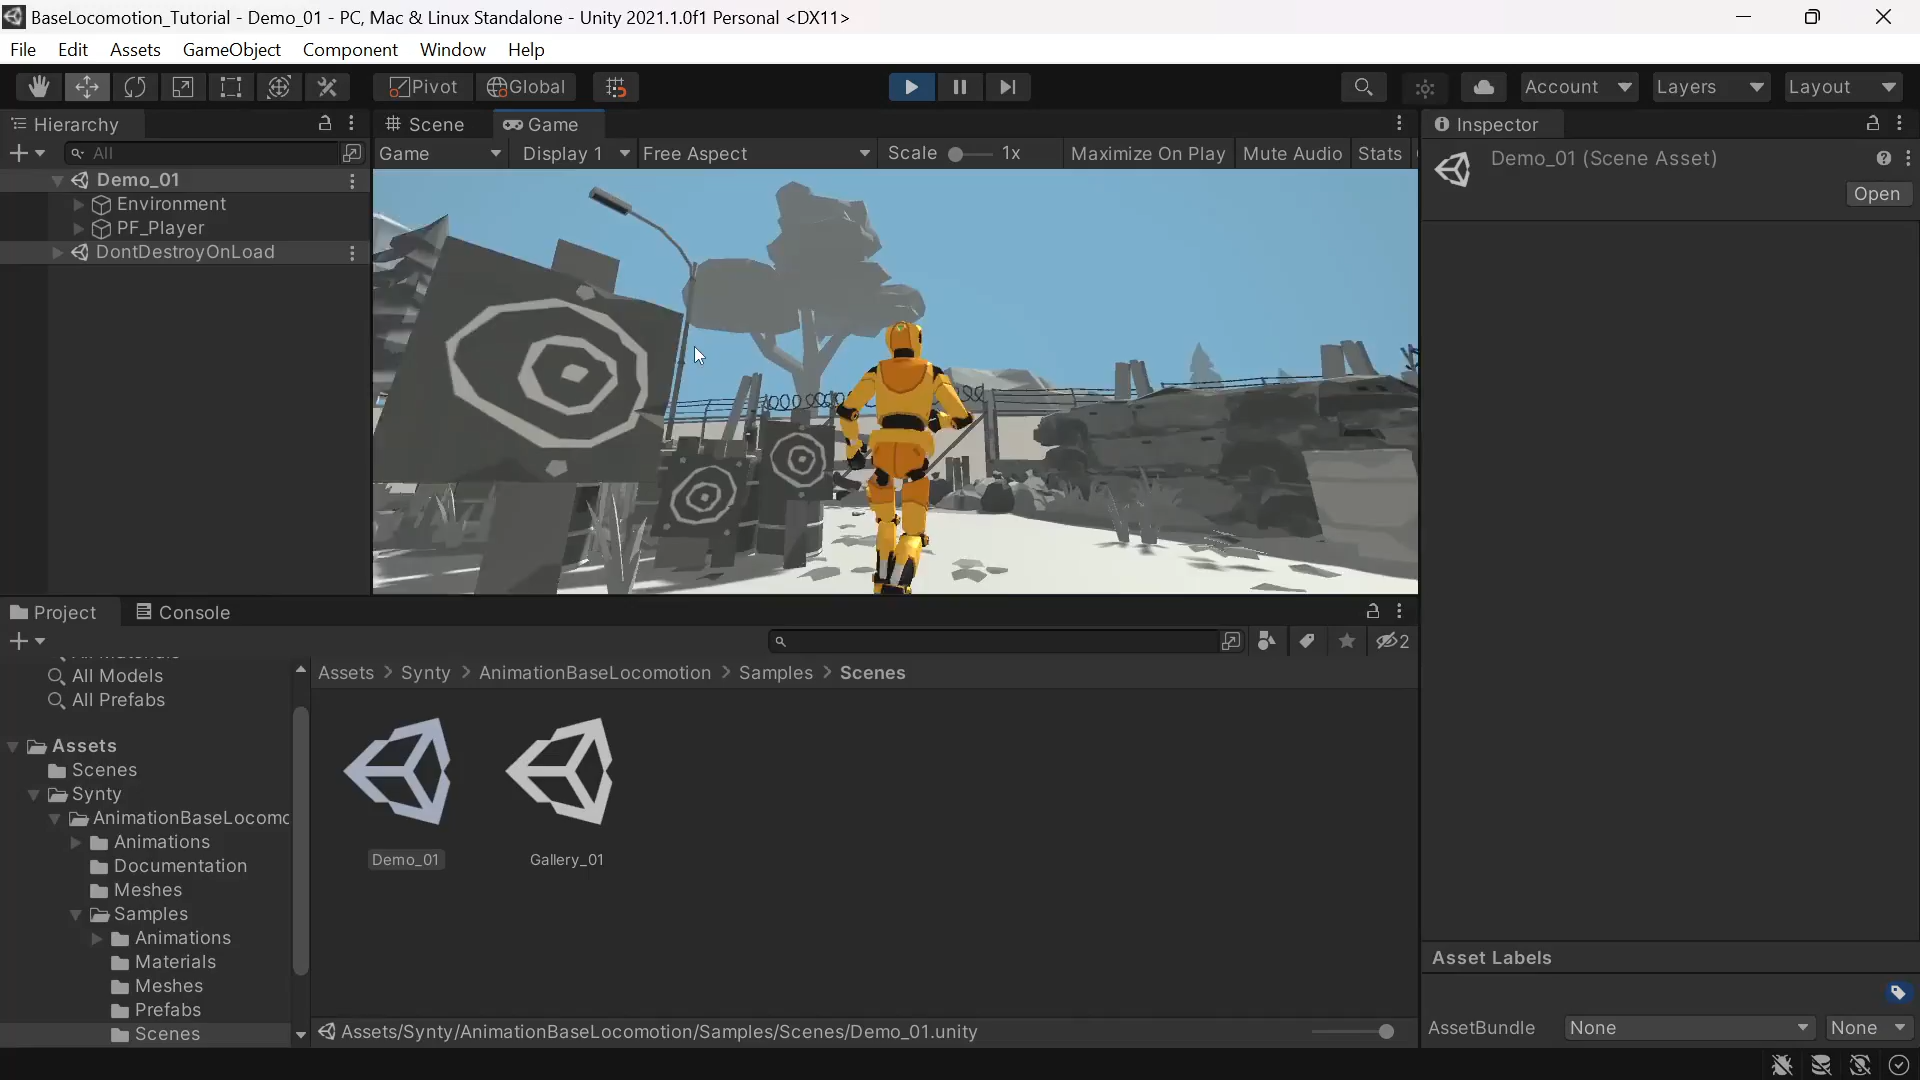 BaseLocomotion_Tutorial - Demo_01 - PC, Mac & Linux Standalone - Unity 2021.1.0f1 Personal <DX11>
File Edit Assets GameObject Component Window Help
Pivot Global Account Layers Layout
Hierarchy
All
Demo_01
Environment
PF_Player
DontDestroyOnLoad
Scene Game
Game Display 1 Free Aspect Scale 1x Maximize On Play Mute Audio Stats
Inspector
Demo_01 (Scene Asset)
Open
Project Console
2
All Models
All Prefabs
Assets
Scenes
Synty
AnimationBaseLocomo
Animations
Documentation
Meshes
Samples
Animations
Materials
Meshes
Prefabs
Scenes
Assets > Synty > AnimationBaseLocomotion > Samples > Scenes
Demo_01 Gallery_01
Assets/Synty/AnimationBaseLocomotion/Samples/Scenes/Demo_01.unity
Asset Labels
AssetBundle None None